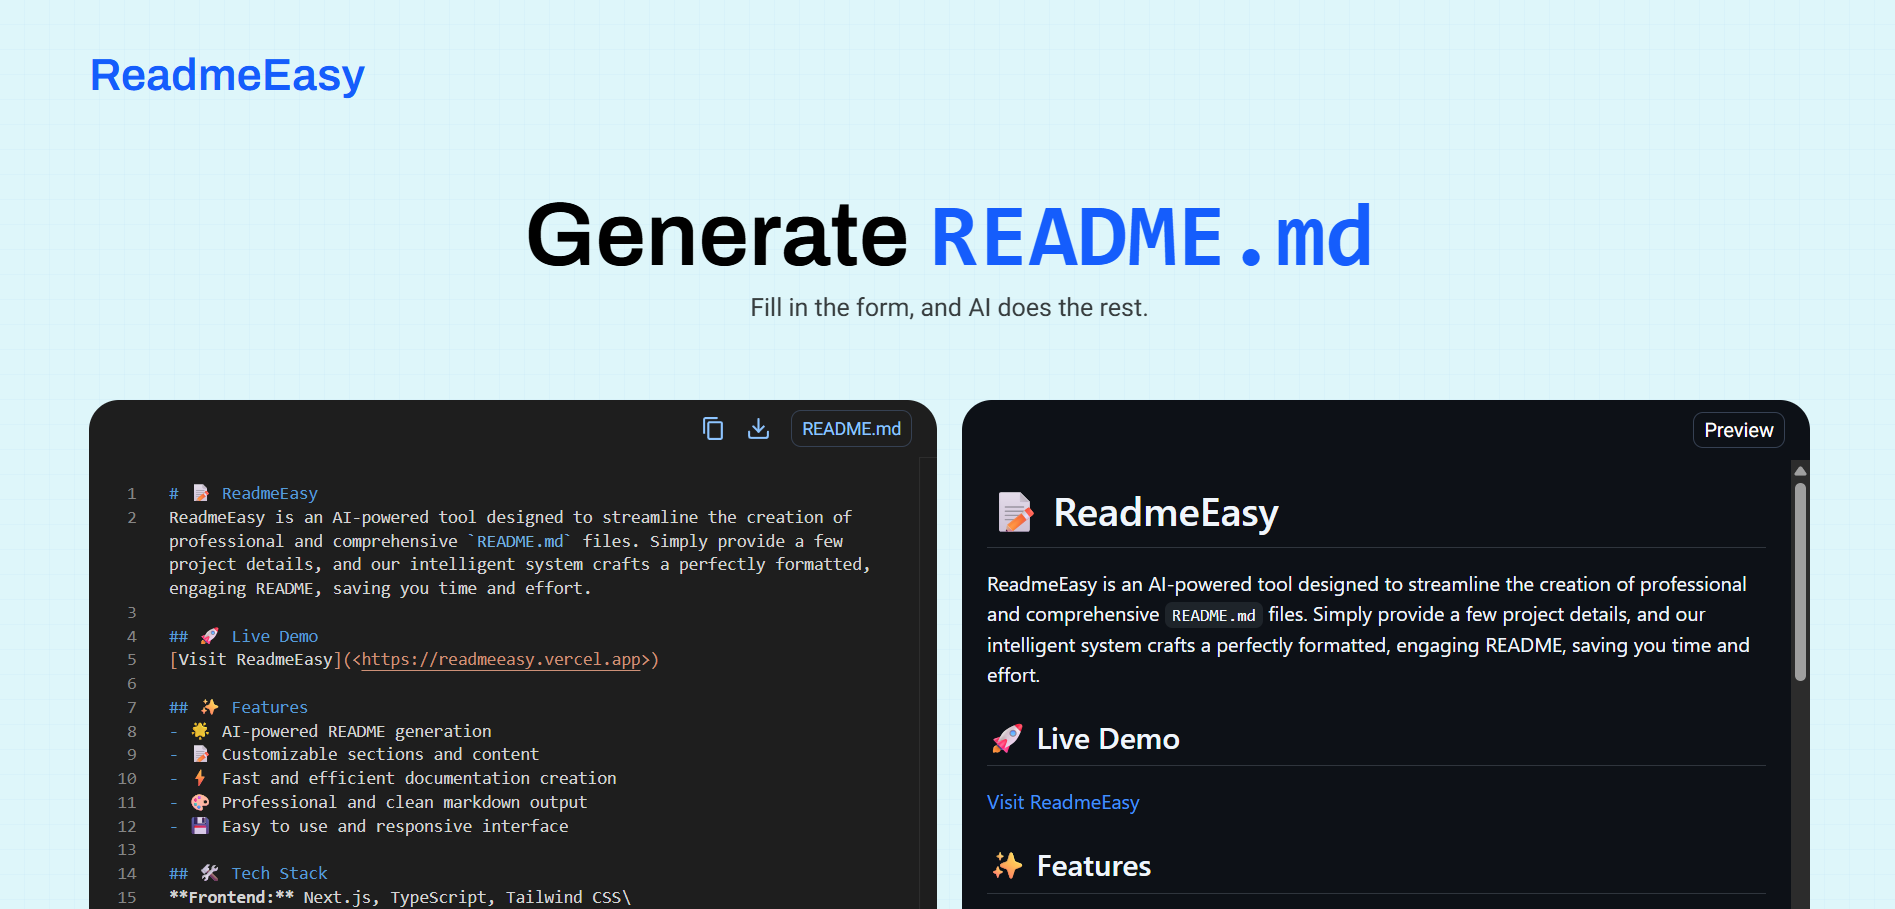 ReadmeEasy
Generate README.md
Fill in the form, and AI does the rest.
README.md
1 # 📝 ReadmeEasy
2 ReadmeEasy is an AI-powered tool designed to streamline the creation of
professional and comprehensive `README.md` files. Simply provide a few
project details, and our intelligent system crafts a perfectly formatted,
engaging README, saving you time and effort.
3
4 ## 🚀 Live Demo
5 [Visit ReadmeEasy](<https://readmeeasy.vercel.app>)
6
7 ## ✨ Features
8 - 🌟 AI-powered README generation
9 - 📝 Customizable sections and content
10 - ⚡ Fast and efficient documentation creation
11 - 🎨 Professional and clean markdown output
12 - 💾 Easy to use and responsive interface
13
14 ## 🛠️ Tech Stack
15 **Frontend:** Next.js, TypeScript, Tailwind CSS\
Preview
📝 ReadmeEasy
ReadmeEasy is an AI-powered tool designed to streamline the creation of professional
and comprehensive README.md files. Simply provide a few project details, and our
intelligent system crafts a perfectly formatted, engaging README, saving you time and
effort.
🚀 Live Demo
Visit ReadmeEasy
✨ Features